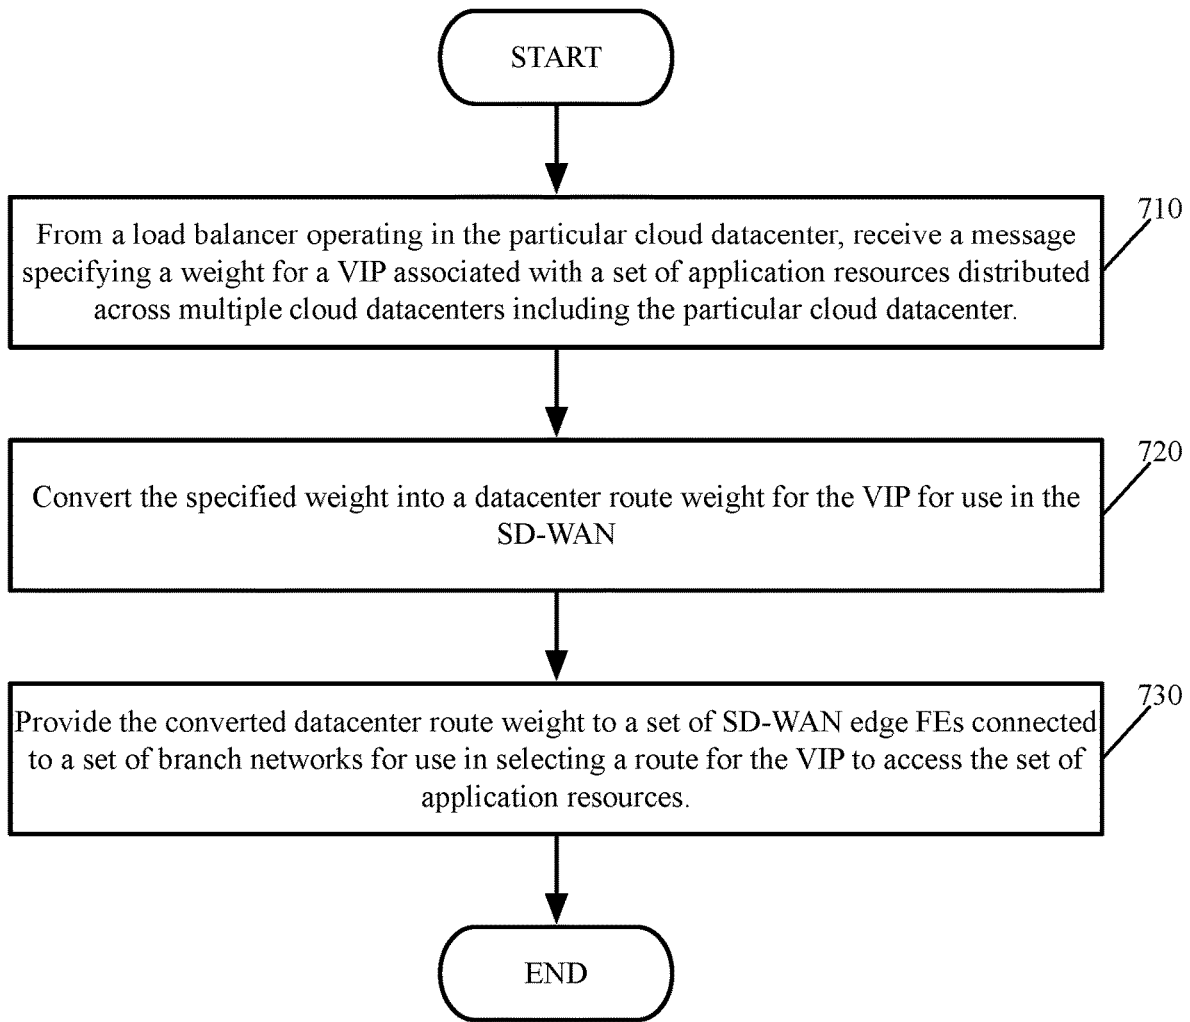 START
710
From a load balancer operating in the particular cloud datacenter, receive a message
specifying a weight for a VIP associated with a set of application resources distributed
across multiple cloud datacenters including the particular cloud datacenter.
720
Convert the specified weight into a datacenter route weight for the VIP for use in the
SD-WAN
730
Provide the converted datacenter route weight to a set of SD-WAN edge FEs connected
to a set of branch networks for use in selecting a route for the VIP to access the set of
application resources.
END